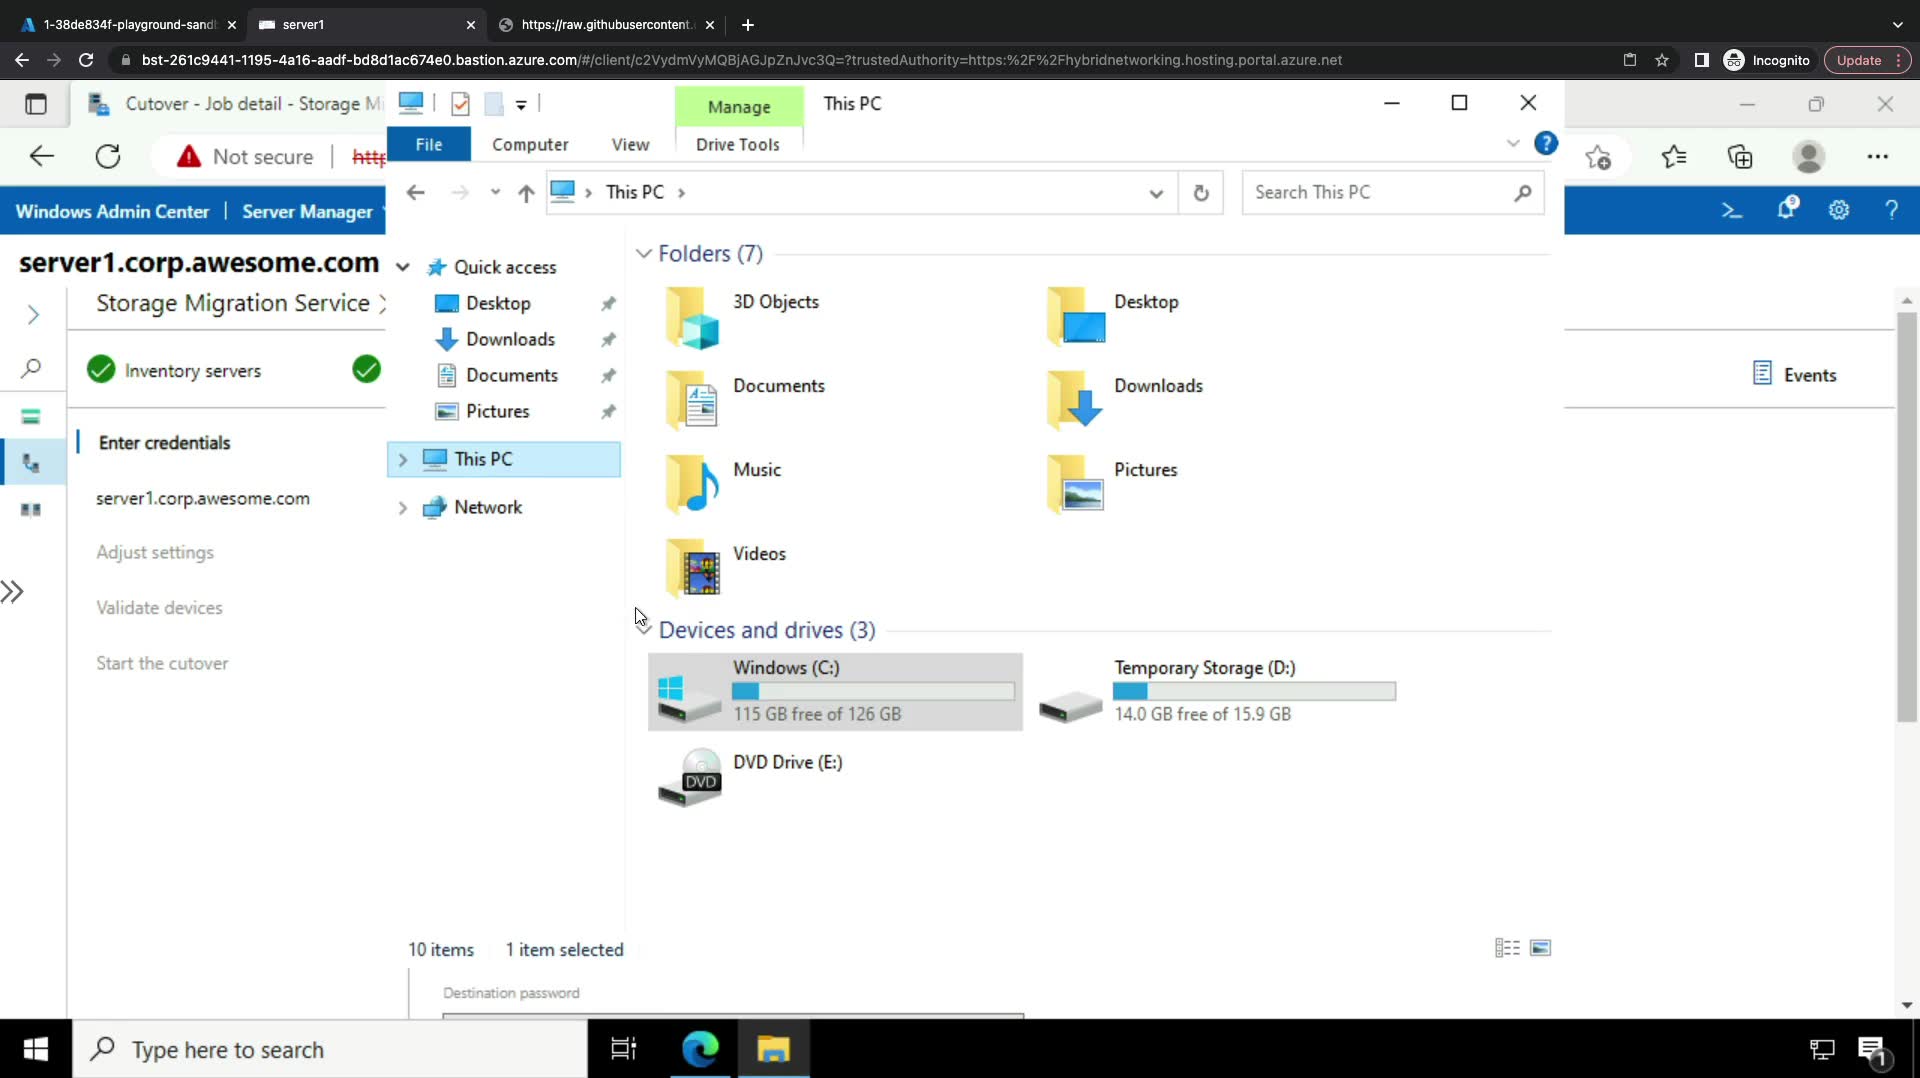 1-38de834f-playground-sand
server1
https://raw.githubusercontent.
bst-261c9441-1195-4a16-aadf-bd8d1ac674e0.bastion.azure.com/#/client/c2VydmVyMQBjAGJpZnJvc3Q=?trustedAuthority=https:%2F%2Fhybridnetworking.hosting.portal.azure.net
Incognito
Update
Cutover - Job detail - Storage Mi
Manage
This PC
Not secure
http
File
Computer
View
Drive Tools
?
This PC
Search This PC
Windows Admin Center
Server Manager
9
?
server1.corp.awesome.com
Storage Migration Service
Inventory servers
Events
Enter credentials
server1.corp.awesome.com
Adjust settings
Validate devices
Start the cutover
Quick access
Desktop
Downloads
Documents
Pictures
This PC
Network
Folders (7)
3D Objects
Desktop
Documents
Downloads
Music
Pictures
Videos
Devices and drives (3)
Windows (C:)
115 GB free of 126 GB
Temporary Storage (D:)
14.0 GB free of 15.9 GB
DVD
DVD Drive (E:)
10 items
1 item selected
Destination password
Type here to search
1